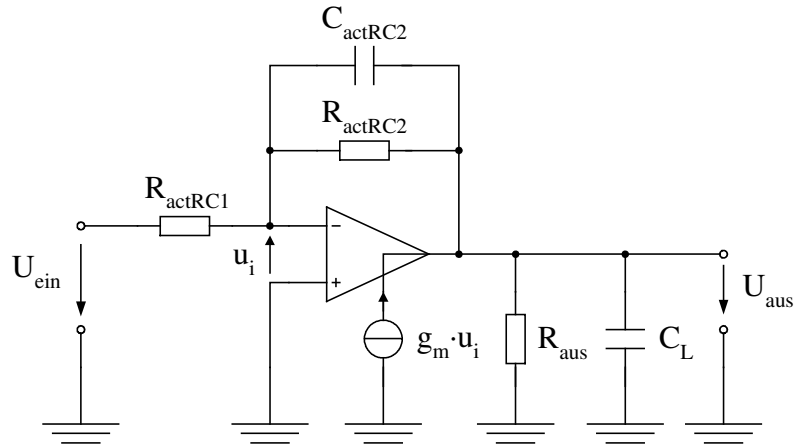 C_actRC2
R_actRC2
R_actRC1
−
+
U_ein
u_i
g_m·u_i
R_aus
C_L
U_aus